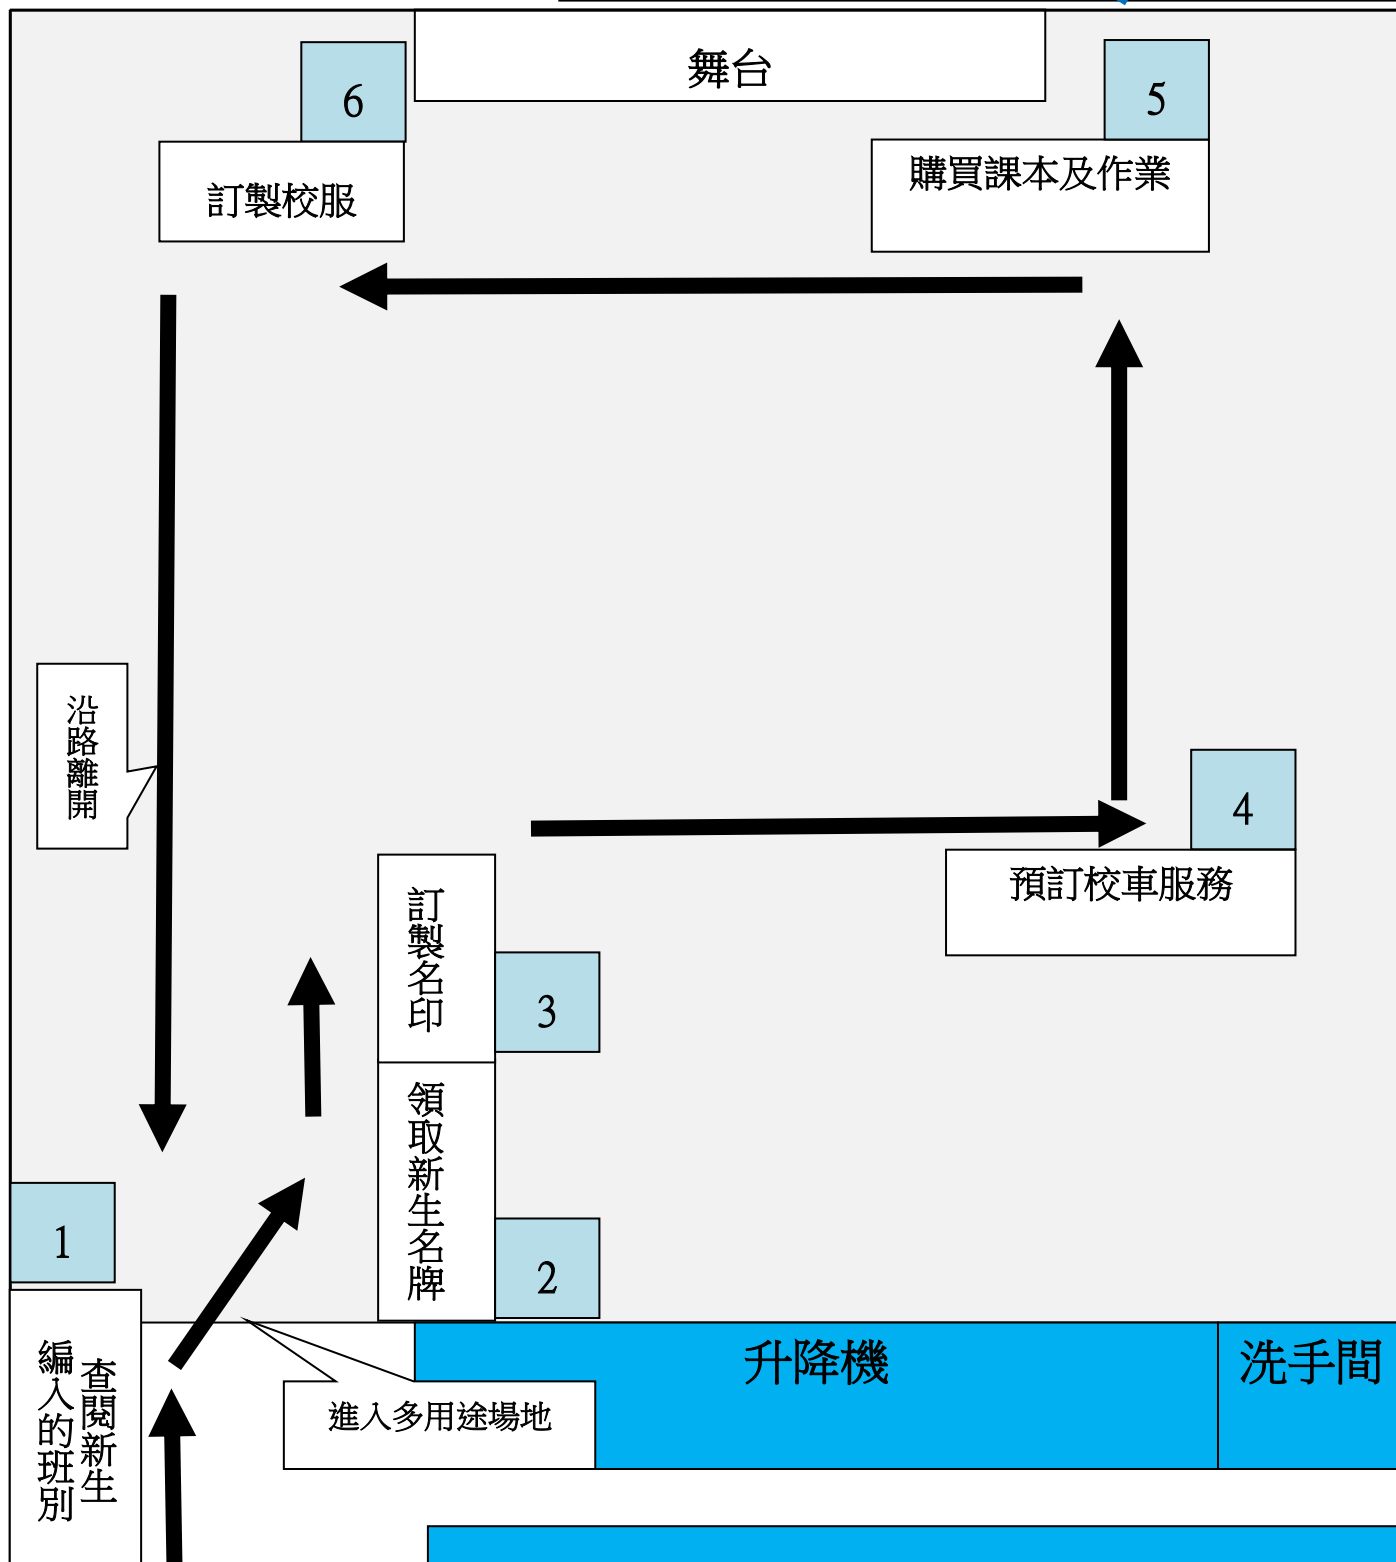 舞台
6
訂製校服
5
購買課本及作業
沿路離開
4
預訂校車服務
訂製名印
3
領取新生名牌
2
1
查閱新生
編入的班別
進入多用途場地
升降機
洗手間